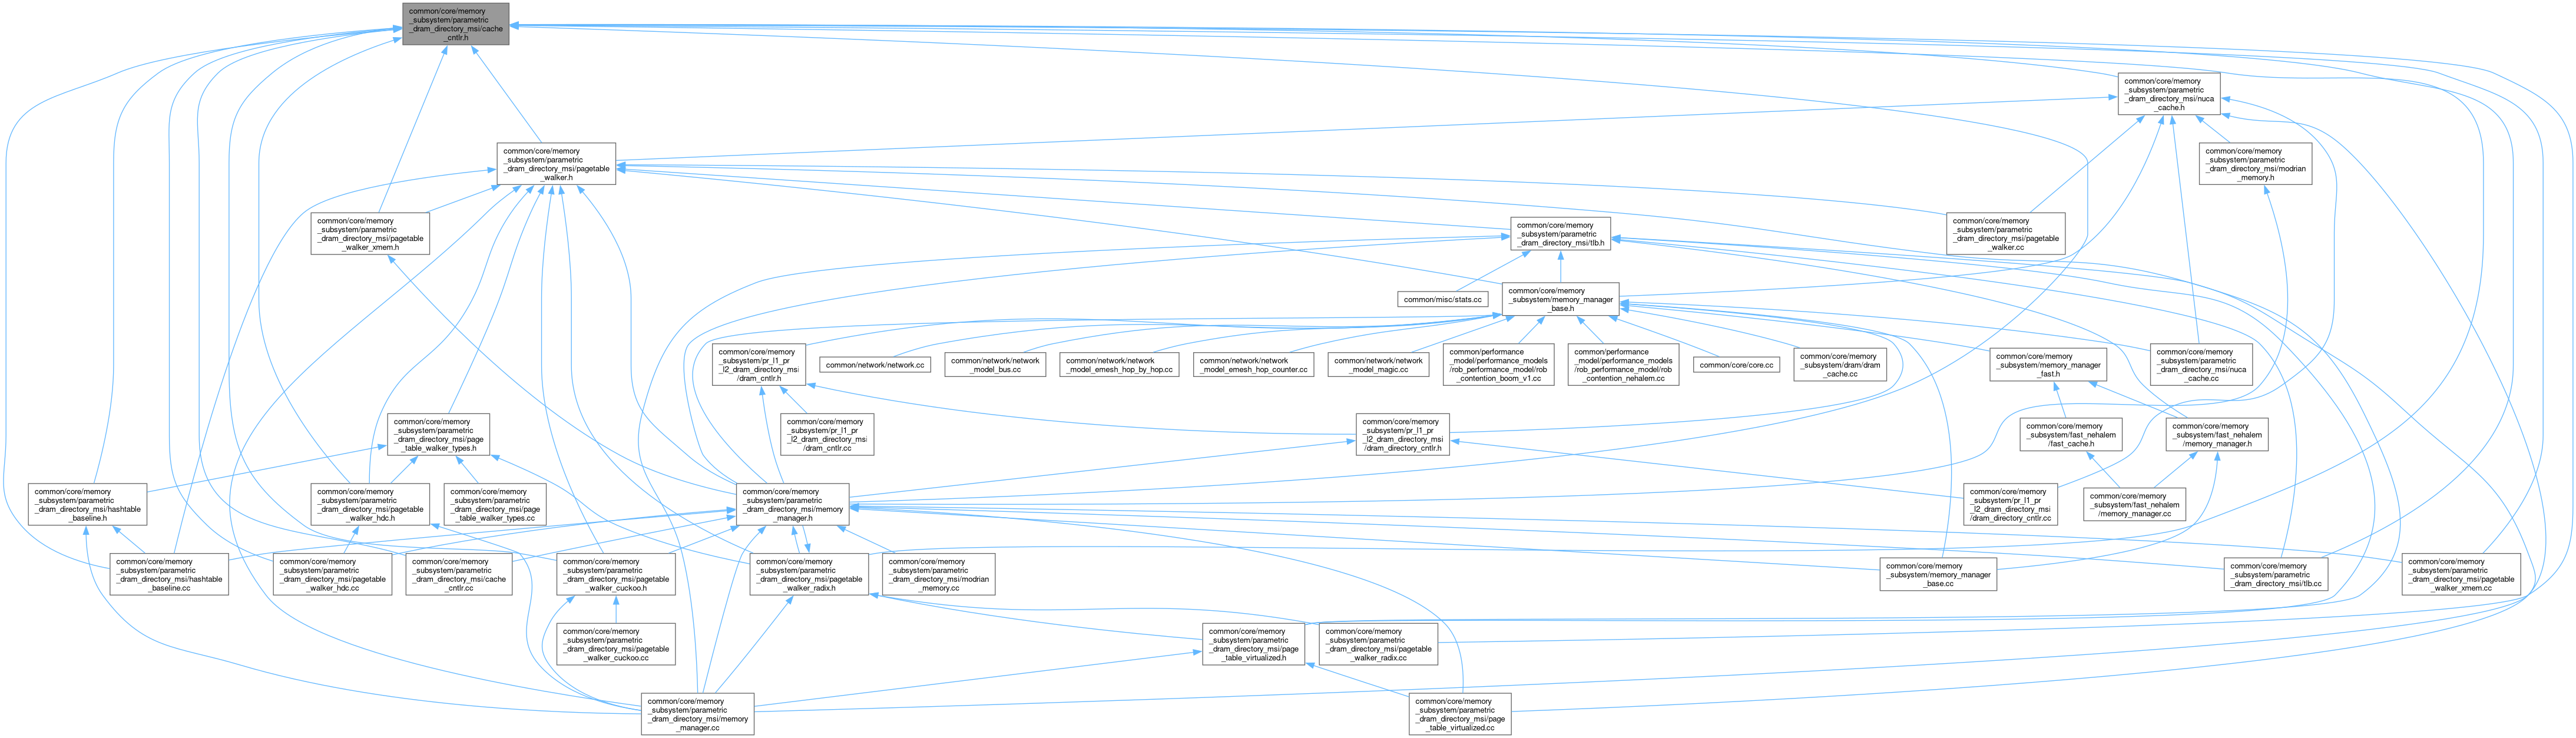 common/core/memory
_subsystem/parametric
_dram_directory_msi/cache
_cntlr.h
common/core/memory
_subsystem/parametric
_dram_directory_msi/nuca
_cache.h
common/core/memory
_subsystem/parametric
_dram_directory_msi/pagetable
_walker.h
common/core/memory
_subsystem/parametric
_dram_directory_msi/modrian
_memory.h
common/core/memory
_subsystem/parametric
_dram_directory_msi/pagetable
_walker_xmem.h
common/core/memory
_subsystem/parametric
_dram_directory_msi/tlb.h
common/core/memory
_subsystem/parametric
_dram_directory_msi/pagetable
_walker.cc
common/misc/stats.cc
common/core/memory
_subsystem/memory_manager
_base.h
common/core/memory
_subsystem/pr_l1_pr
_l2_dram_directory_msi
/dram_cntlr.h
common/network/network.cc
common/network/network
_model_bus.cc
common/network/network
_model_emesh_hop_by_hop.cc
common/network/network
_model_emesh_hop_counter.cc
common/network/network
_model_magic.cc
common/performance
_model/performance_models
/rob_performance_model/rob
_contention_boom_v1.cc
common/performance
_model/performance_models
/rob_performance_model/rob
_contention_nehalem.cc
common/core/core.cc
common/core/memory
_subsystem/dram/dram
_cache.cc
common/core/memory
_subsystem/memory_manager
_fast.h
common/core/memory
_subsystem/parametric
_dram_directory_msi/nuca
_cache.cc
common/core/memory
_subsystem/parametric
_dram_directory_msi/page
_table_walker_types.h
common/core/memory
_subsystem/pr_l1_pr
_l2_dram_directory_msi
/dram_cntlr.cc
common/core/memory
_subsystem/pr_l1_pr
_l2_dram_directory_msi
/dram_directory_cntlr.h
common/core/memory
_subsystem/fast_nehalem
/fast_cache.h
common/core/memory
_subsystem/fast_nehalem
/memory_manager.h
common/core/memory
_subsystem/parametric
_dram_directory_msi/hashtable
_baseline.h
common/core/memory
_subsystem/parametric
_dram_directory_msi/pagetable
_walker_hdc.h
common/core/memory
_subsystem/parametric
_dram_directory_msi/page
_table_walker_types.cc
common/core/memory
_subsystem/parametric
_dram_directory_msi/memory
_manager.h
common/core/memory
_subsystem/pr_l1_pr
_l2_dram_directory_msi
/dram_directory_cntlr.cc
common/core/memory
_subsystem/fast_nehalem
/memory_manager.cc
common/core/memory
_subsystem/parametric
_dram_directory_msi/hashtable
_baseline.cc
common/core/memory
_subsystem/parametric
_dram_directory_msi/pagetable
_walker_hdc.cc
common/core/memory
_subsystem/parametric
_dram_directory_msi/cache
_cntlr.cc
common/core/memory
_subsystem/parametric
_dram_directory_msi/pagetable
_walker_cuckoo.h
common/core/memory
_subsystem/parametric
_dram_directory_msi/pagetable
_walker_radix.h
common/core/memory
_subsystem/parametric
_dram_directory_msi/modrian
_memory.cc
common/core/memory
_subsystem/memory_manager
_base.cc
common/core/memory
_subsystem/parametric
_dram_directory_msi/tlb.cc
common/core/memory
_subsystem/parametric
_dram_directory_msi/pagetable
_walker_xmem.cc
common/core/memory
_subsystem/parametric
_dram_directory_msi/pagetable
_walker_cuckoo.cc
common/core/memory
_subsystem/parametric
_dram_directory_msi/page
_table_virtualized.h
common/core/memory
_subsystem/parametric
_dram_directory_msi/pagetable
_walker_radix.cc
common/core/memory
_subsystem/parametric
_dram_directory_msi/memory
_manager.cc
common/core/memory
_subsystem/parametric
_dram_directory_msi/page
_table_virtualized.cc